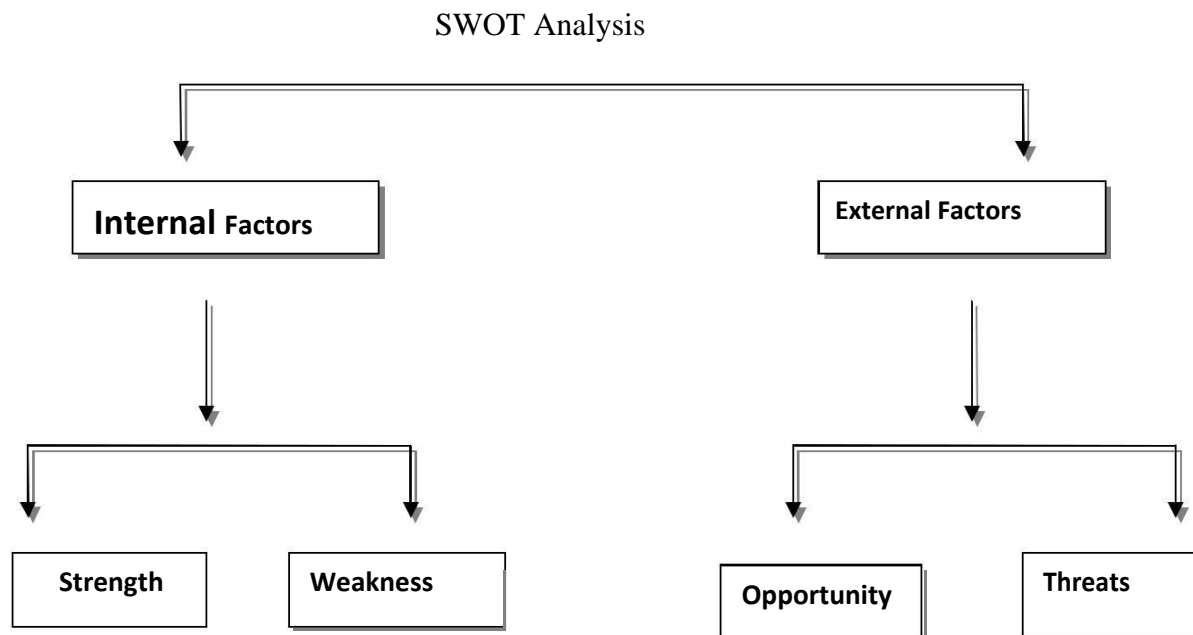 SWOT Analysis
Internal Factors
External Factors
Strength
Weakness
Opportunity
Threats